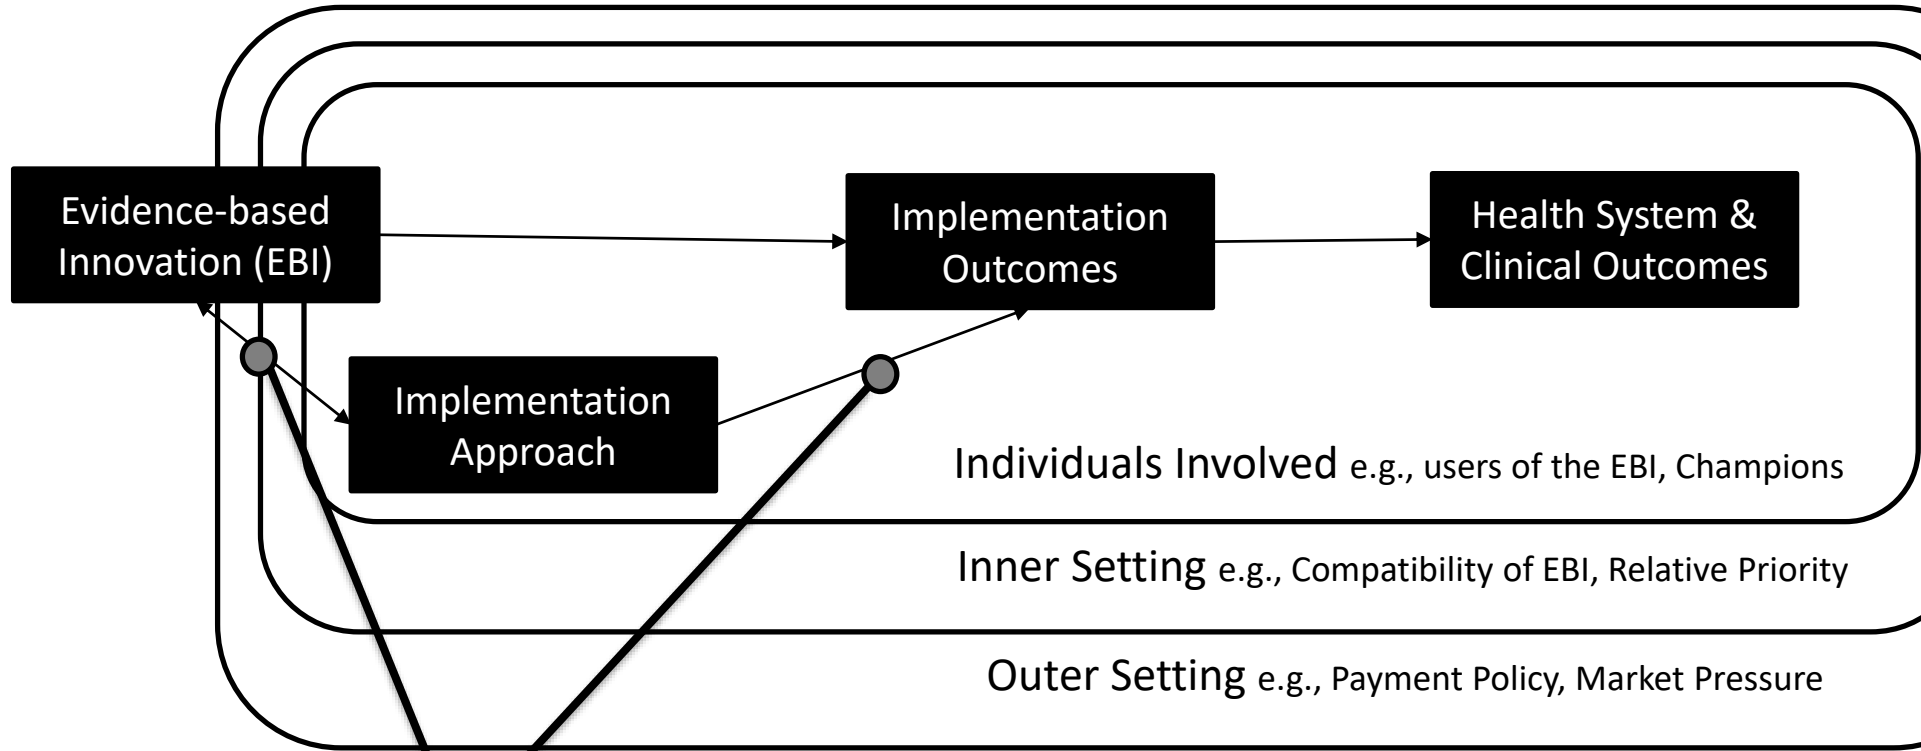 Evidence-based
Innovation (EBI)
Implementation
Outcomes
Health System &
Clinical Outcomes
Implementation
Approach
Individuals Involved e.g., users of the EBI, Champions
Inner Setting e.g., Compatibility of EBI, Relative Priority
Outer Setting e.g., Payment Policy, Market Pressure